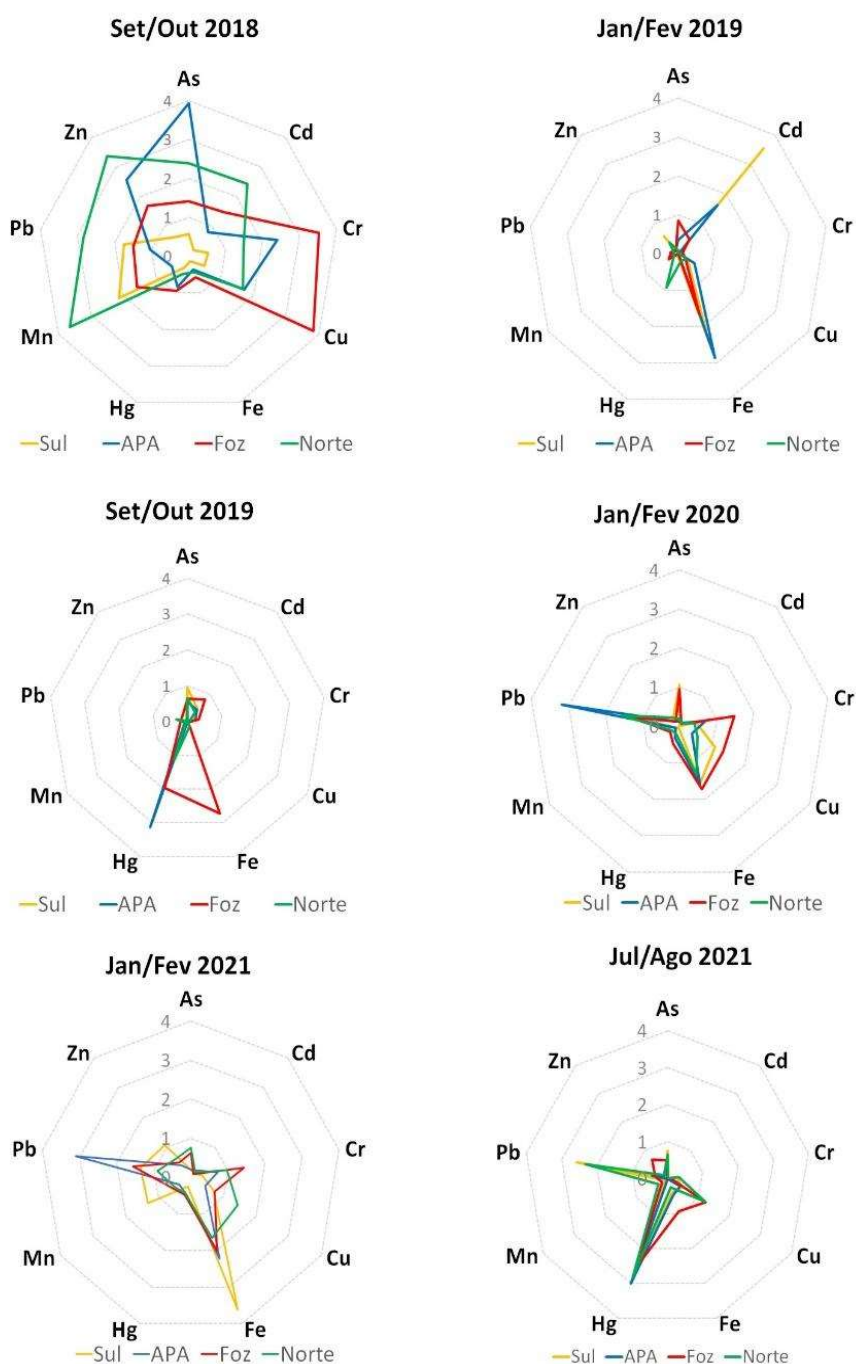 Set/Out 2018
As
Cd
Cr
Cu
Fe
Hg
Mn
Pb
Zn
4
3
2
1
0
Sul APA Foz Norte
Jan/Fev 2019
As
Cd
Cr
Cu
Fe
Hg
Mn
Pb
Zn
4
3
2
1
0
Sul APA Foz Norte
Set/Out 2019
As
Cd
Cr
Cu
Fe
Hg
Mn
Pb
Zn
4
3
2
1
0
Sul APA Foz Norte
Jan/Fev 2020
As
Cd
Cr
Cu
Fe
Hg
Mn
Pb
Zn
4
3
2
1
0
Sul APA Foz Norte
Jan/Fev 2021
As
Cd
Cr
Cu
Fe
Hg
Mn
Pb
Zn
4
3
2
1
0
Sul APA Foz Norte
Jul/Ago 2021
As
Cd
Cr
Cu
Fe
Hg
Mn
Pb
Zn
4
3
2
1
0
Sul APA Foz Norte